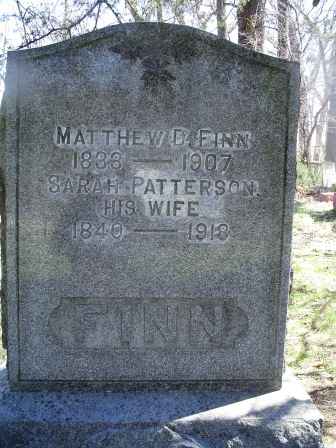 MATTHEW D. FINN
1833 — 1907
SARAH PATTERSON.
HIS WIFE
1840 — 1918
FINN